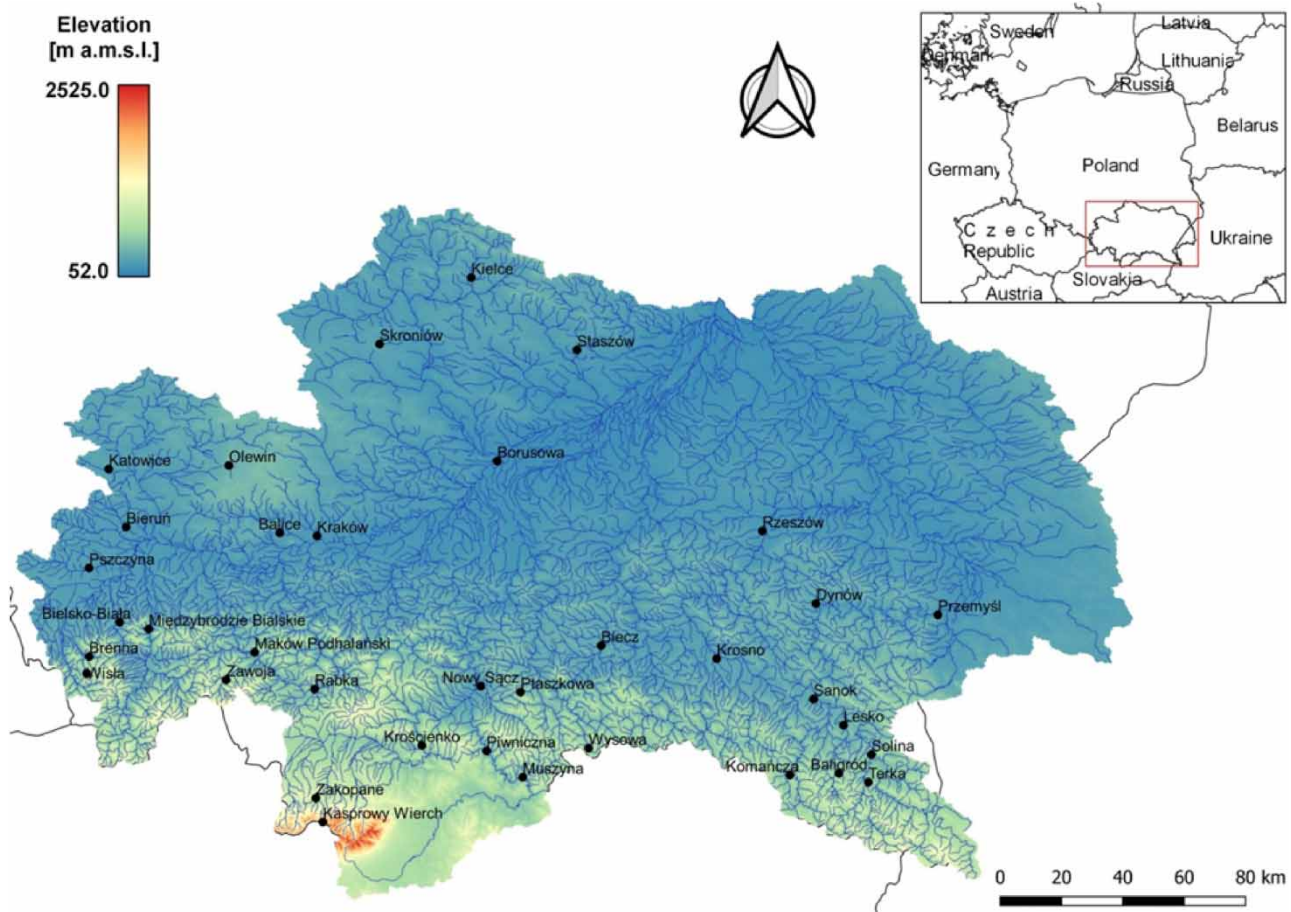 Elevation
[m a.m.s.l.]
2525.0
52.0
Sweden
Latvia
Denmark
Lithuania
Russia
Belarus
Poland
Germany
Czech
Republic
Ukraine
Slovakia
Austria
Kielce
Skroniów
Staszów
Katowice
Olewin
Borusowa
Bieruń
Balice
Kraków
Rzeszów
Pszczyna
Dynów
Przemyśl
Bielsko-Biała
Międzybrodzie Bialskie
Brenna
Maków Podhalański
Biecz
Krosno
Wisła
Zawoja
Rabka
Nowy Sącz
Ptaszkowa
Sanok
Lesko
Krościenko
Piwniczna
Wysowa
Solina
Muszyna
Komańcza
Baligród
Terka
Zakopane
Kasprowy Wierch
0 20 40 60 80 km